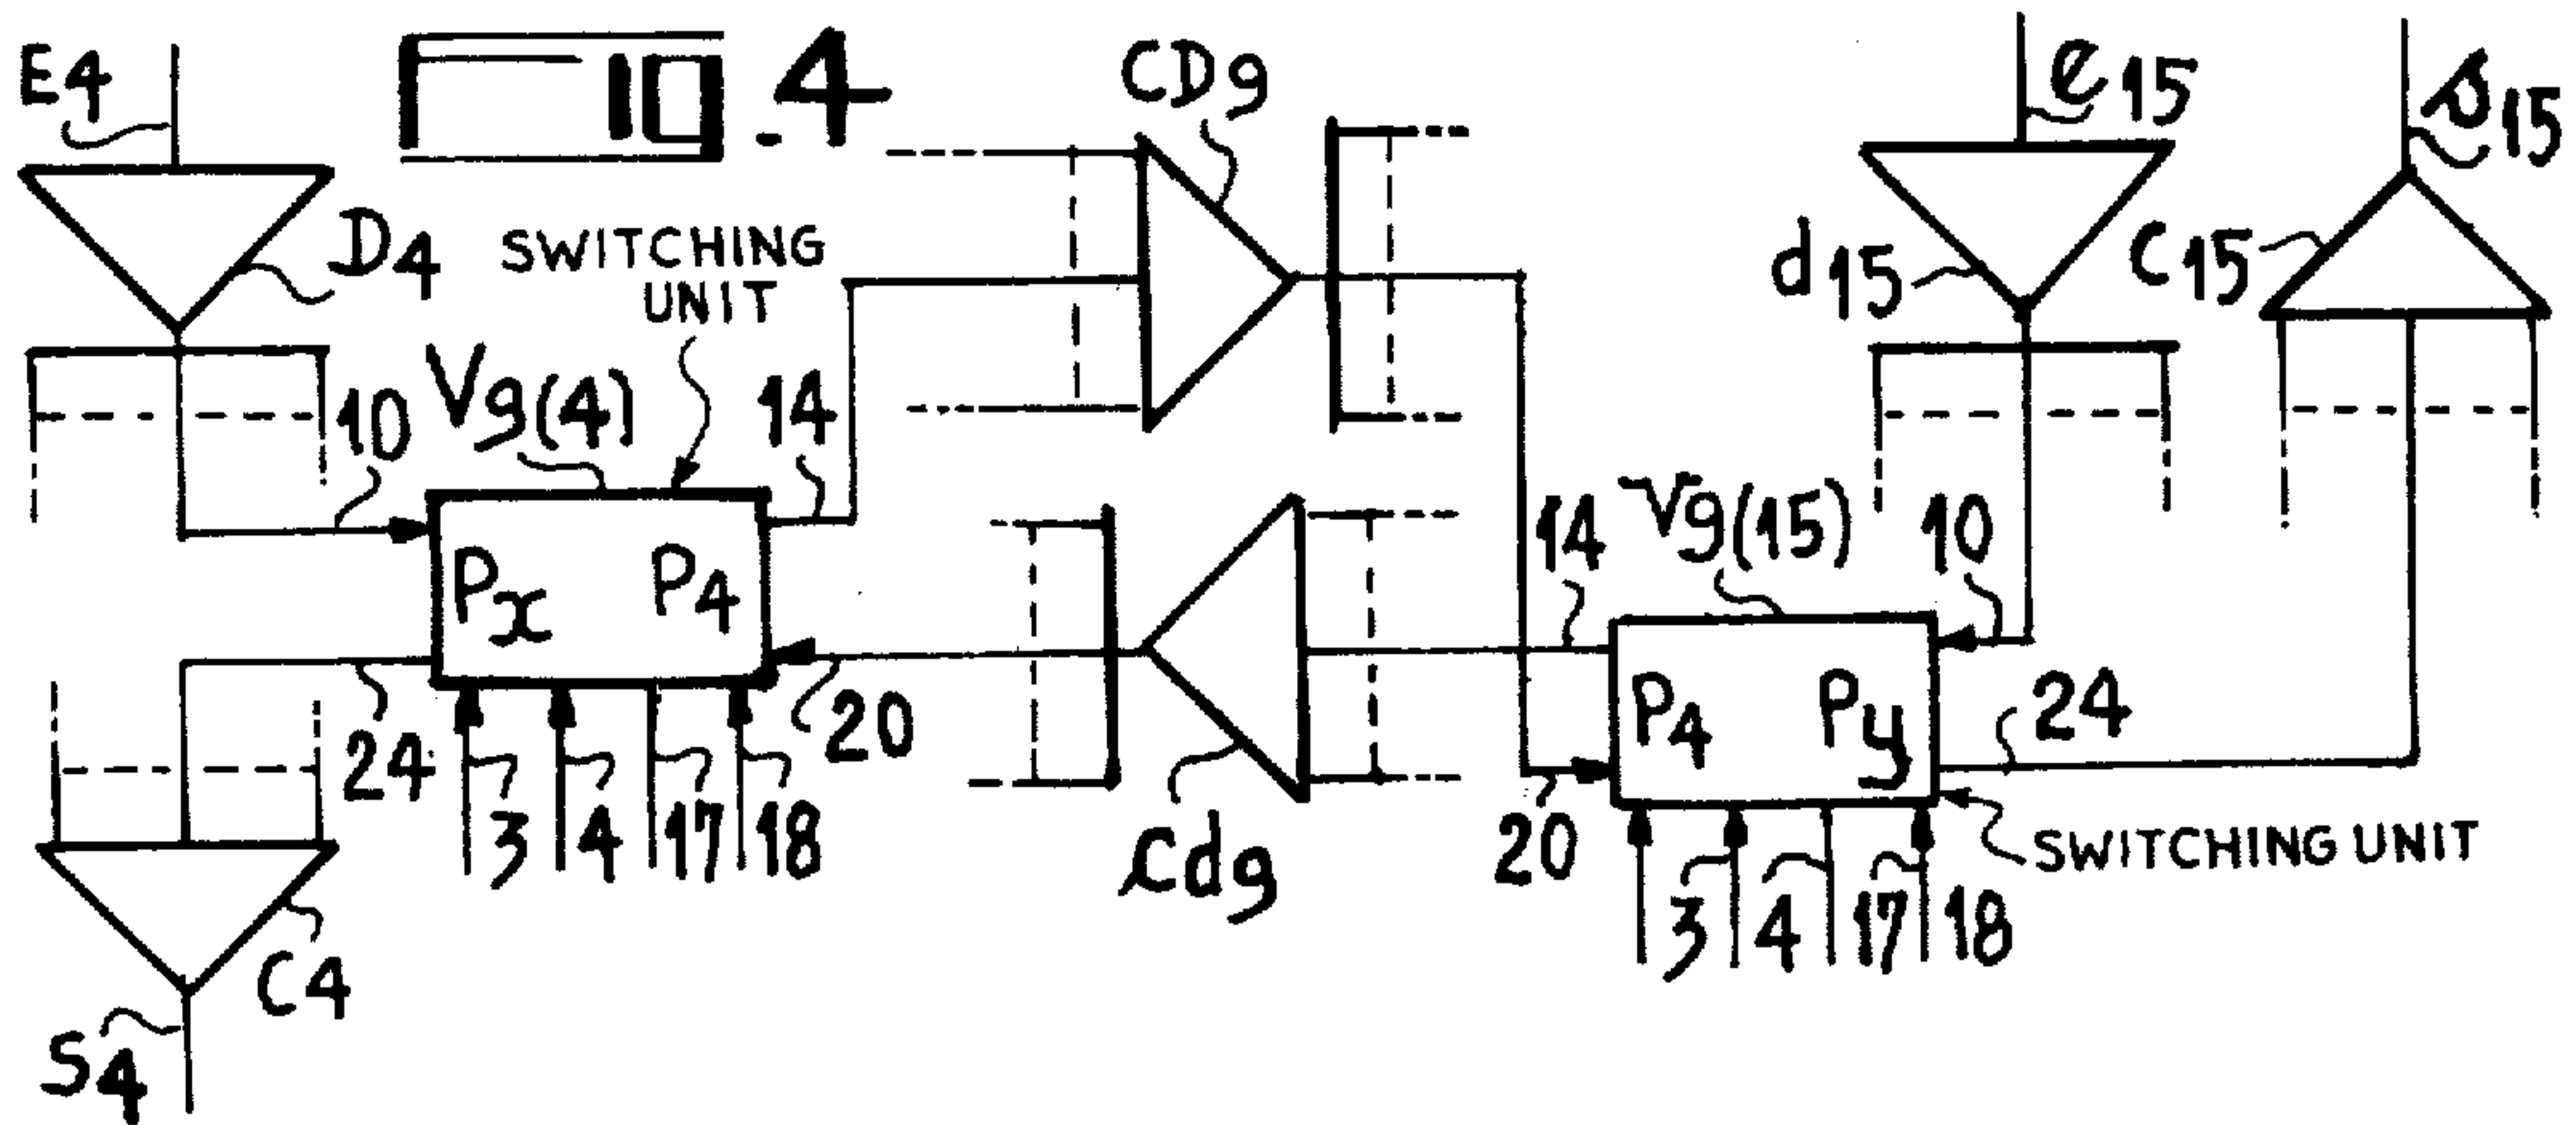 E4
FIG.4
CD9
e15
s15
D4
SWITCHING
UNIT
d15
C15
V9(4)
10
14
V9(15)
14
10
Px P4
20
24
P4 Py
24
3 4 17 18
Cd9
20
SWITCHING UNIT
3 4 17 18
C4
S4